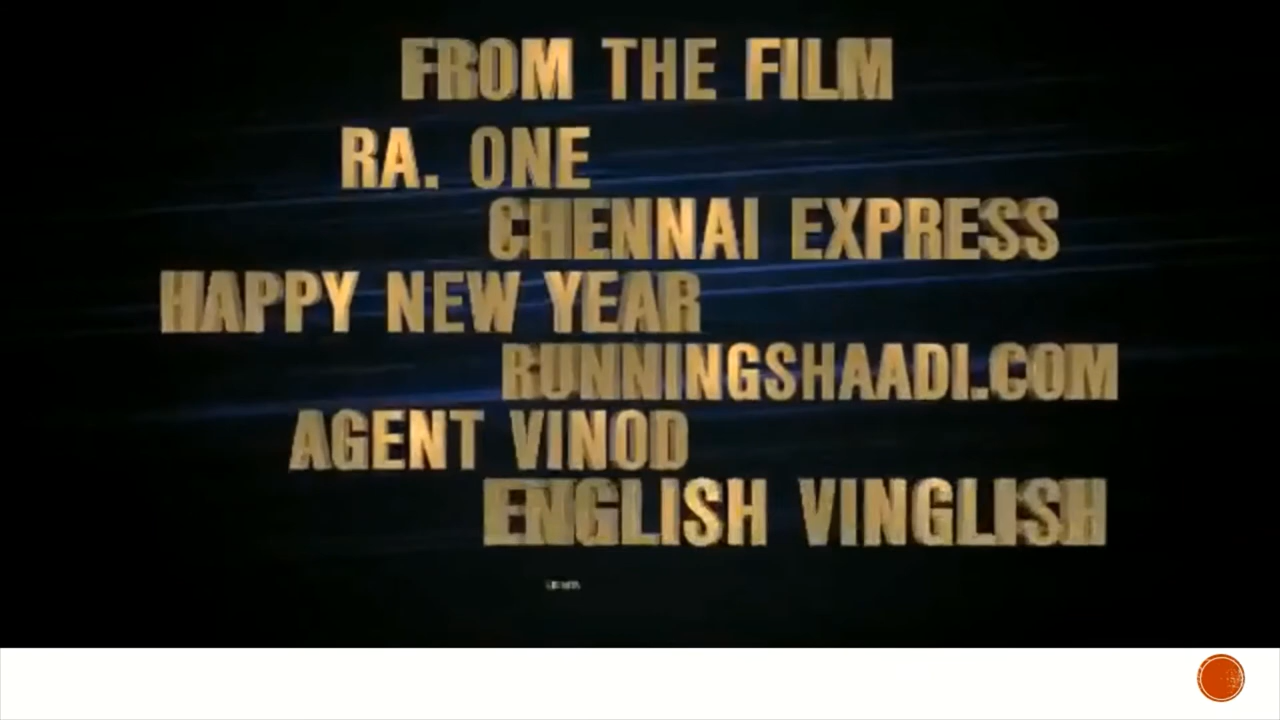 FROM THE FILM
RA. ONE
CHENNAI EXPRESS
HAPPY NEW YEAR
RUNNINGSHAADI.COM
AGENT VINOD
ENGLISH VINGLISH